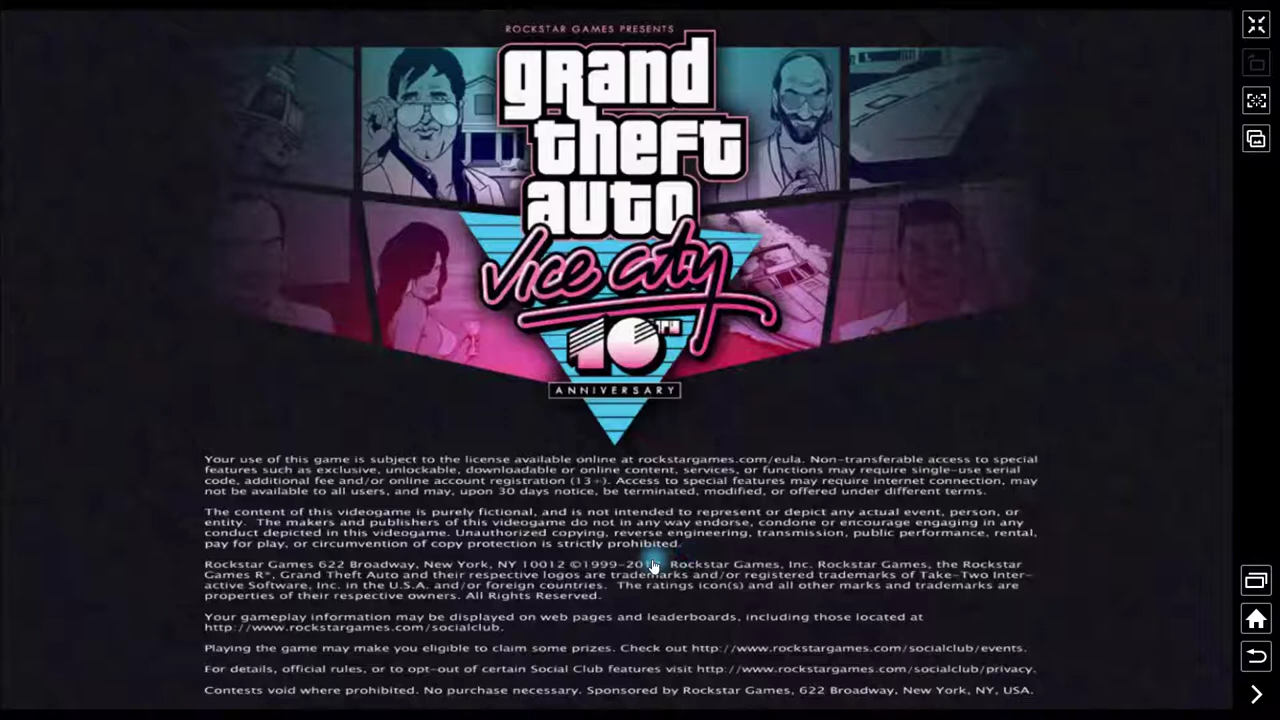 ROCKSTAR GAMES PRESENTS
grand
theft
auto
Vice City
10TH
ANNIVERSARY
Your use of this game is subject to the license available online at rockstargames.com/eula. Non-transferable access to special
features such as exclusive, unlockable, downloadable or online content, services, or functions may require single-use serial
code, additional fee and/or online account registration (13+). Access to special features may require internet connection, may
not be available to all users, and may, upon 30 days notice, be terminated, modified, or offered under different terms.
The content of this videogame is purely fictional, and is not intended to represent or depict any actual event, person, or
entity. The makers and publishers of this videogame do not in any way endorse, condone or encourage engaging in any
conduct depicted in this videogame. Unauthorized copying, reverse engineering, transmission, public performance, rental,
pay for play, or circumvention of copy protection is strictly prohibited.
Rockstar Games 622 Broadway, New York, NY 10012 Rockstar Games, Inc. Rockstar Games, the Rockstar
Games R*, Grand Theft Auto and their respective logos are trademarks and/or registered trademarks of Take-Two Inter-
active Software, Inc. in the U.S.A. and/or foreign countries. The ratings icon(s) and all other marks and trademarks are
properties of their respective owners. All Rights Reserved.
Your gameplay information may be displayed on web pages and leaderboards, including those located at
http://www.rockstargames.com/socialclub.
Playing the game may make you eligible to claim some prizes. Check out http://www.rockstargames.com/socialclub/events.
For details, official rules, or to opt-out of certain Social Club features visit http://www.rockstargames.com/socialclub/privacy.
Contests void where prohibited. No purchase necessary. Sponsored by Rockstar Games, 622 Broadway, New York, NY, USA.